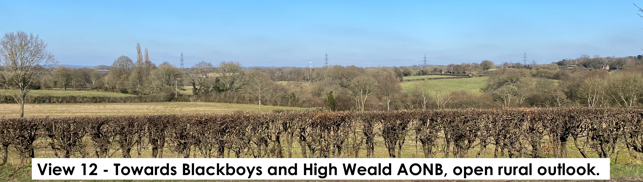 View 12 - Towards Blackboys and High Weald AONB, open rural outlook.